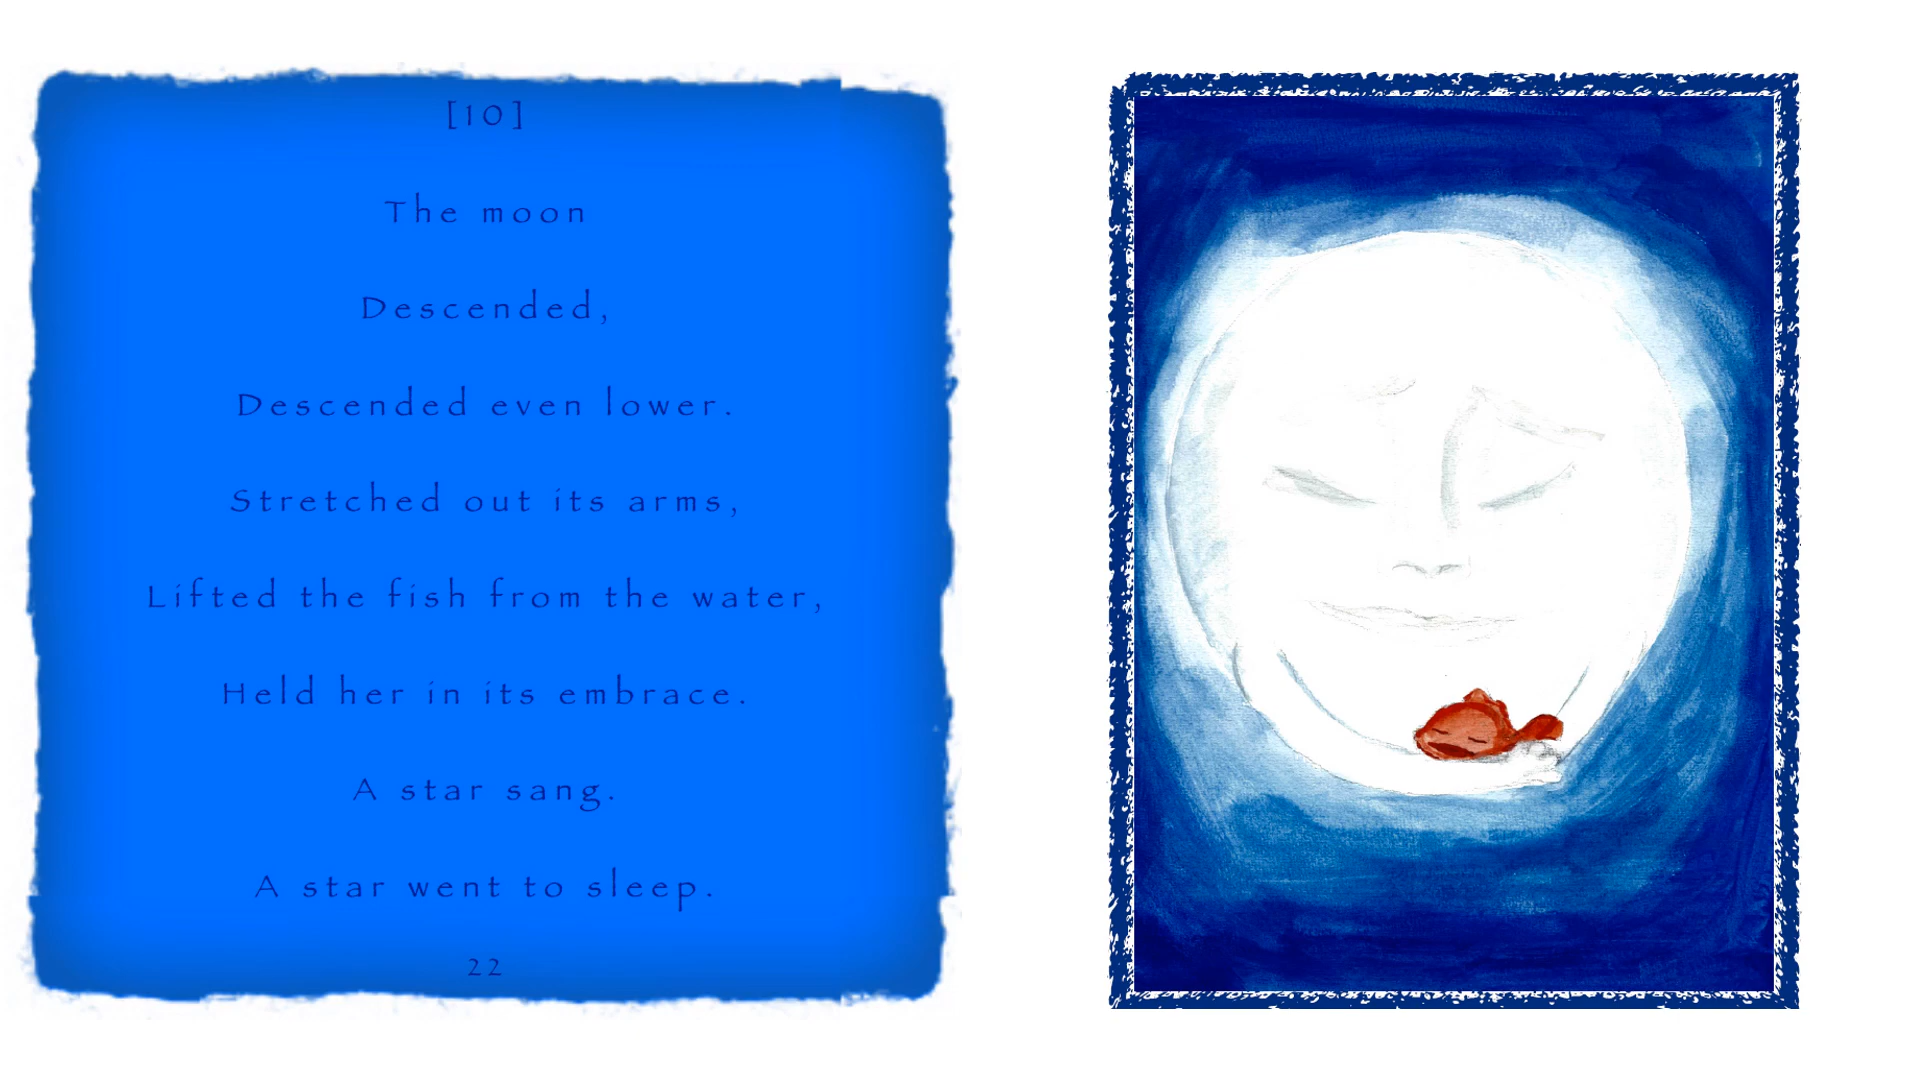 [10]
The moon
Descended,
Descended even lower.
Stretched out its arms,
Lifted the fish from the water,
Held her in its embrace.
A star sang.
A star went to sleep.
22